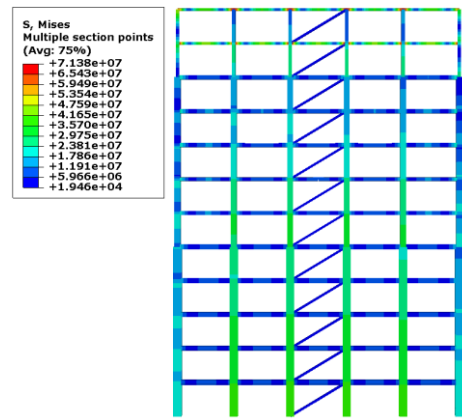 S, Mises
Multiple section points
(Avg: 75%)
+7.138e+07
+6.543e+07
+5.949e+07
+5.354e+07
+4.759e+07
+4.165e+07
+3.570e+07
+2.975e+07
+2.381e+07
+1.786e+07
+1.191e+07
+5.966e+06
+1.946e+04